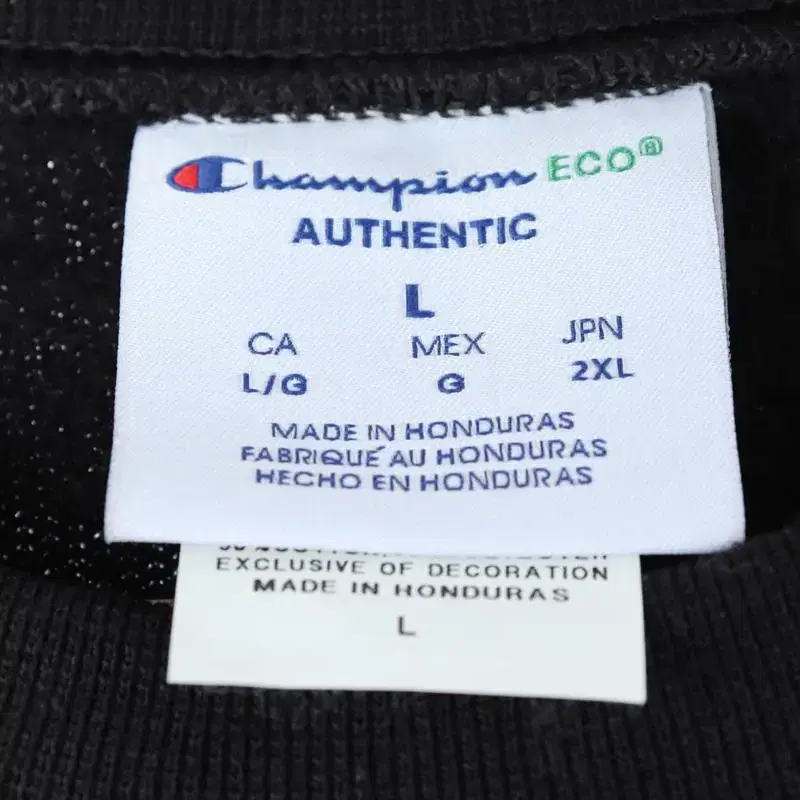 Champion ECO®
AUTHENTIC
L
CA MEX JPN
L/G G 2XL
MADE IN HONDURAS
FABRIQUÉ AU HONDURAS
HECHO EN HONDURAS
EXCLUSIVE OF DECORATION
MADE IN HONDURAS
L